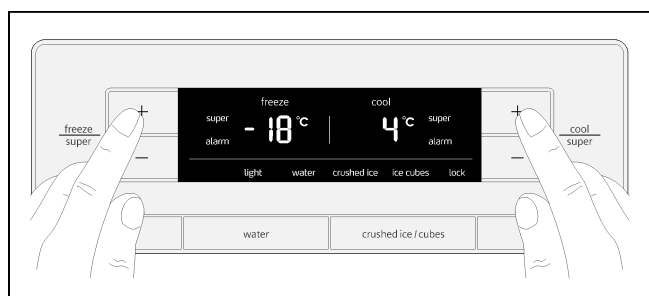 freeze cool
super - 18 °C 4 °C super
alarm alarm
light water crushed ice ice cubes lock
+ +
freeze cool
super super
- -
water crushed ice / cubes